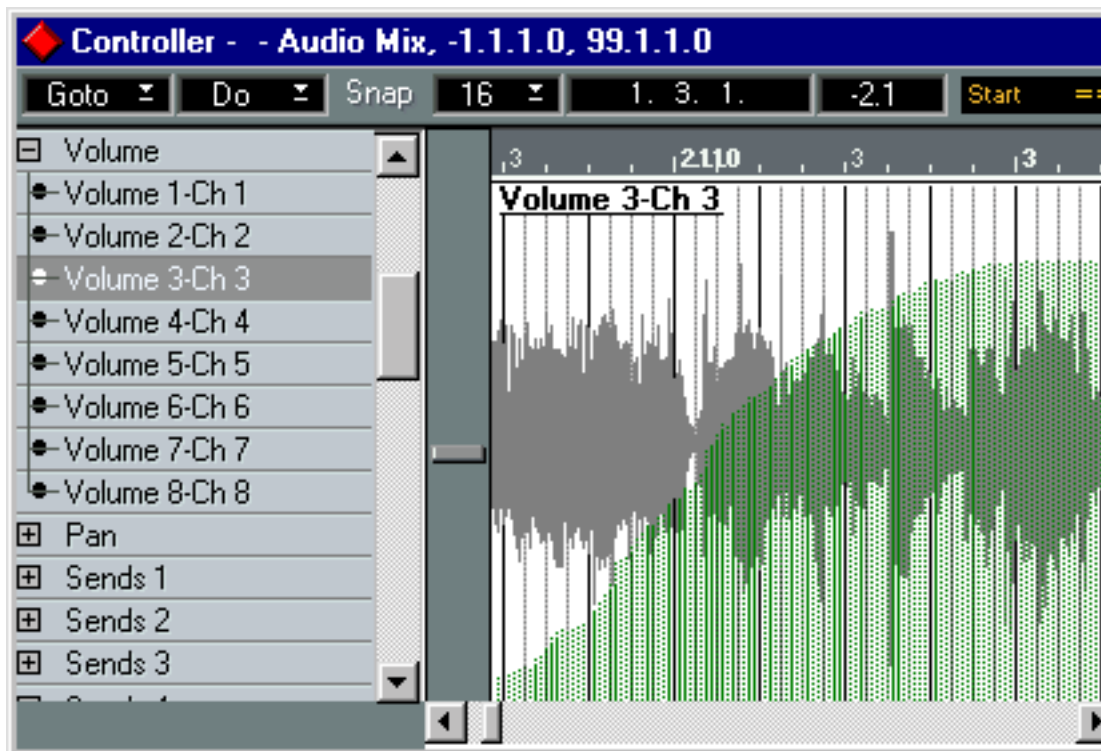 Controller - - Audio Mix, -1.1.1.0, 99.1.1.0
Goto Do Snap 16 1. 3. 1. -2.1 Start ==
Volume
Volume 1-Ch 1
Volume 2-Ch 2
Volume 3-Ch 3
Volume 4-Ch 4
Volume 5-Ch 5
Volume 6-Ch 6
Volume 7-Ch 7
Volume 8-Ch 8
Pan
Sends 1
Sends 2
Sends 3
3 2.1.1.0 3 3
Volume 3-Ch 3